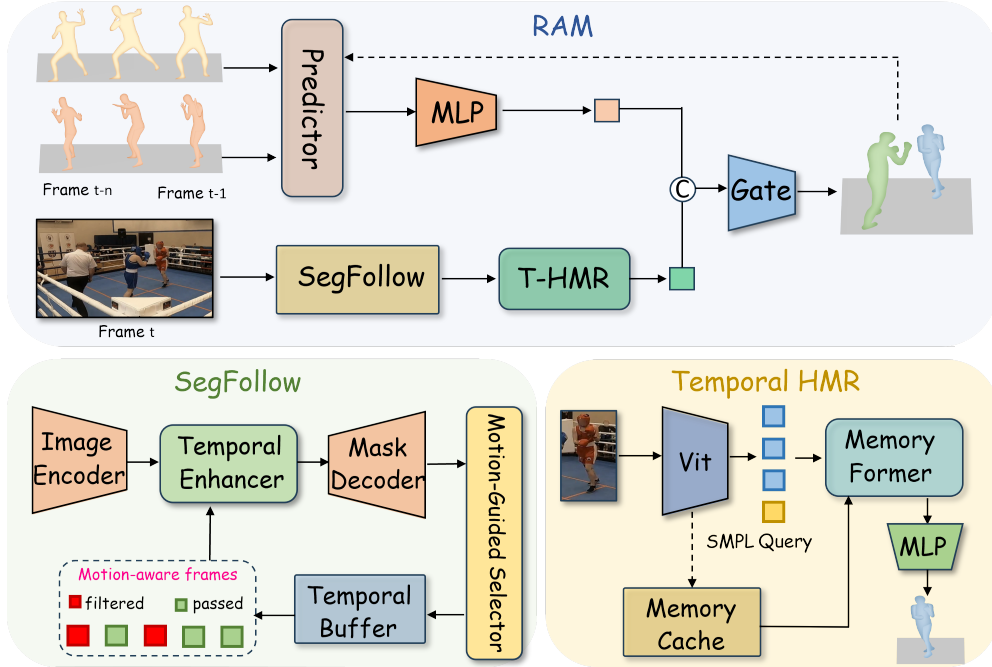 RAM
Predictor
MLP
Frame t-n
Frame t-1
C
Gate
SegFollow
T-HMR
Frame t
SegFollow
Image
Encoder
Temporal
Enhancer
Mask
Decoder
Motion-Guided Selector
Motion-aware frames
filtered
passed
Temporal
Buffer
Temporal HMR
Vit
SMPL Query
Memory
Former
MLP
Memory
Cache